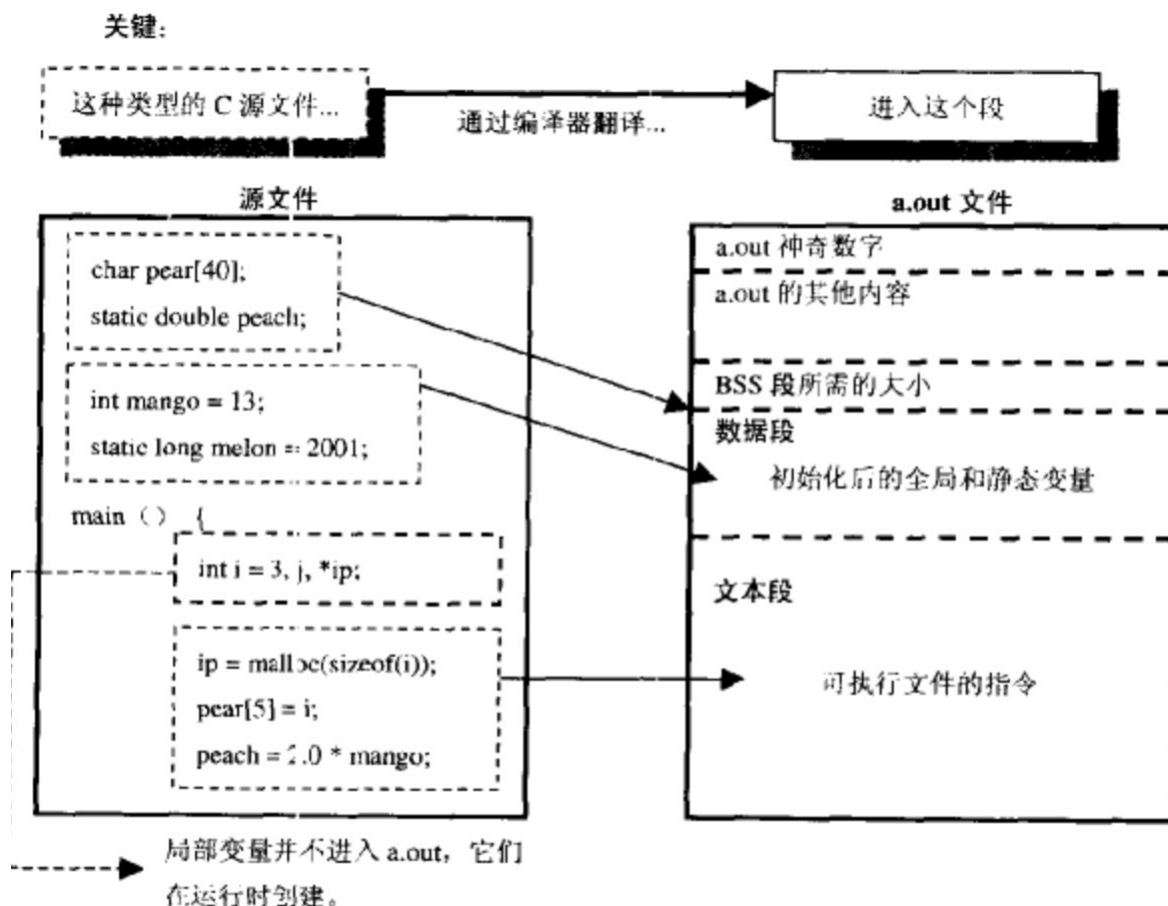 关键:
这种类型的 C 源文件...
通过编译器翻译...
进入这个段
源文件
char pear[40];
static double peach;
int mango = 13;
static long melon = 2001;
main () {
int i = 3, j, *ip;
ip = malloc(sizeof(i));
pear[5] = i;
peach = 2.0 * mango;
局部变量并不进入 a.out，它们
在运行时创建。
a.out 文件
a.out 神奇数字
a.out 的其他内容
BSS 段所需的大小
数据段
初始化后的全局和静态变量
文本段
可执行文件的指令